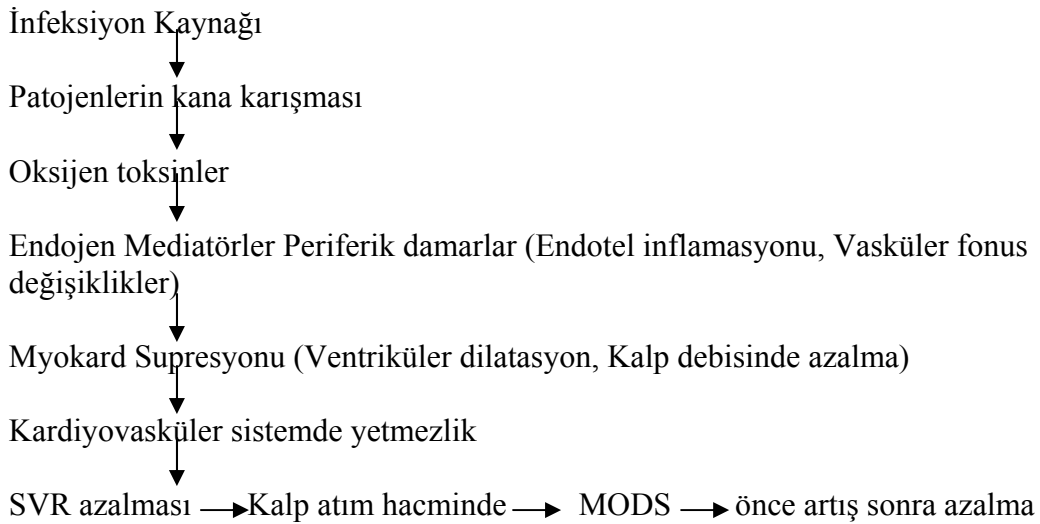 İnfeksiyon Kaynağı
Patojenlerin kana karışması
Oksijen toksinler
Endojen Mediatörler Periferik damarlar (Endotel inflamasyonu, Vasküler fonus
değişiklikler)
Myokard Supresyonu (Ventriküler dilatasyon, Kalp debisinde azalma)
Kardiyovasküler sistemde yetmezlik
SVR azalması Kalp atım hacminde MODS önce artış sonra azalma